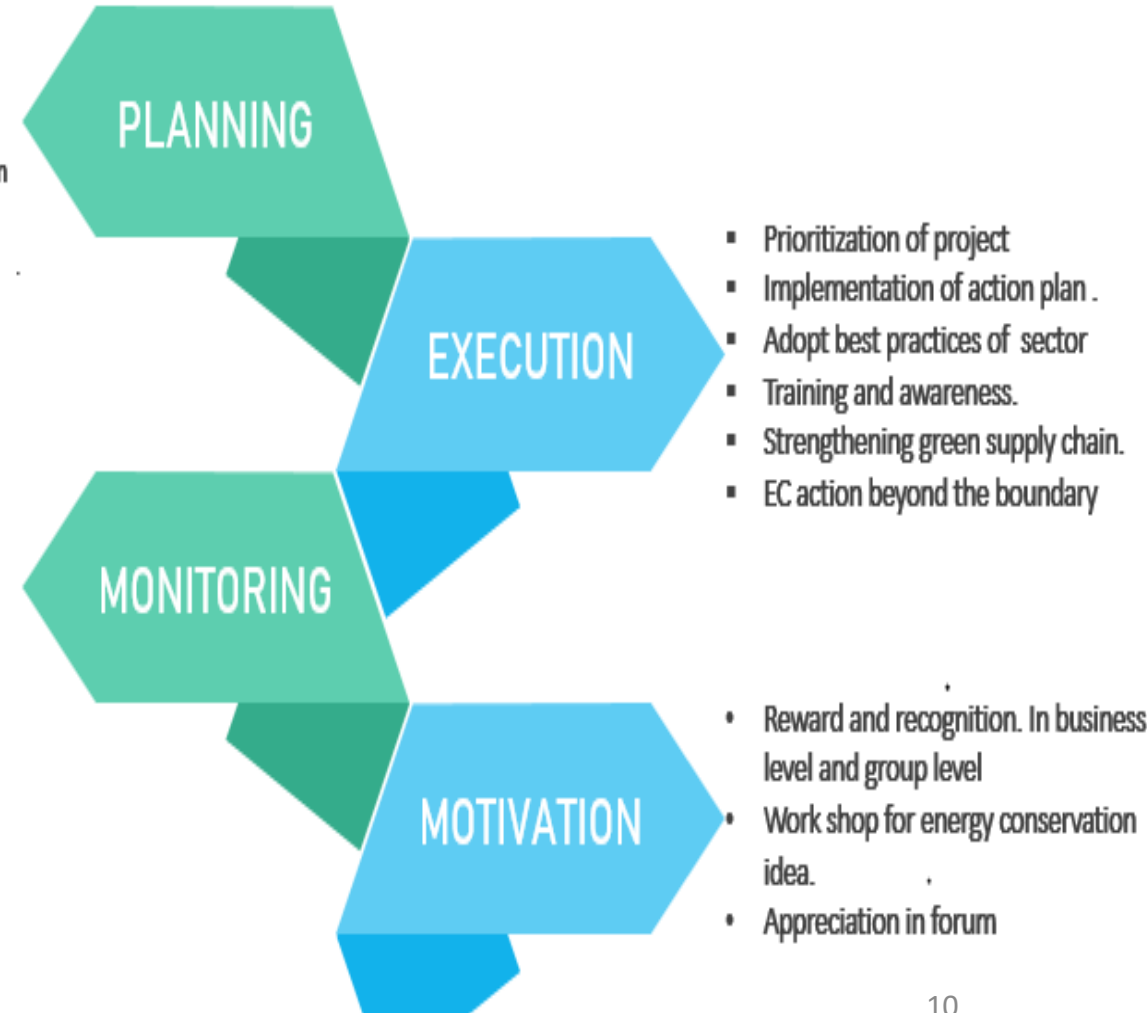 PLANNING
EXECUTION
▪ Prioritization of project
▪ Implementation of action plan .
▪ Adopt best practices of sector
▪ Training and awareness.
▪ Strengthening green supply chain.
▪ EC action beyond the boundary
MONITORING
MOTIVATION
• Reward and recognition. In business
level and group level
• Work shop for energy conservation
idea.
• Appreciation in forum
10